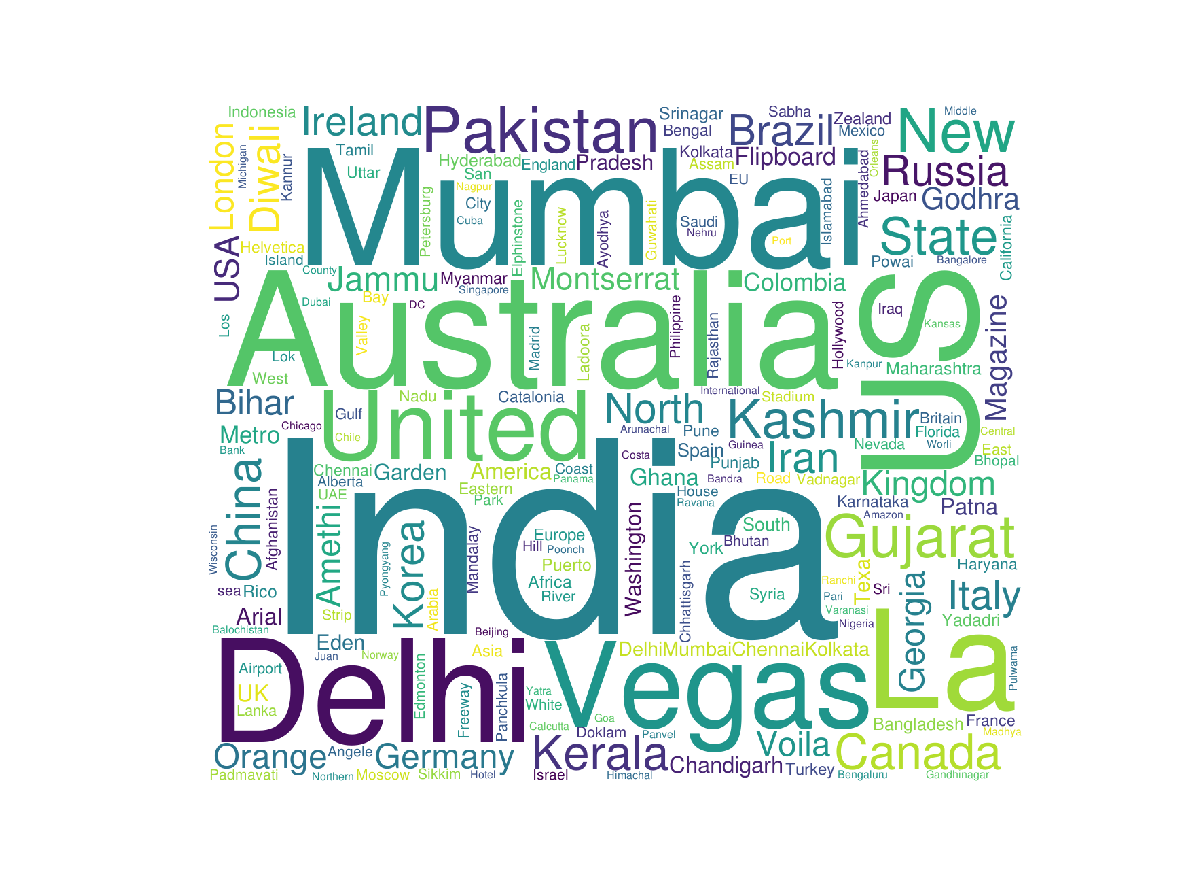 Indonesia
Ireland
Pakistan
Srinagar
Sabha
Zealand
Middle
Bengal
Brazil
Mexico
New
London
Michigan
Diwali
Kannur
Tamil
Uttar
Hyderabad
England
Pradesh
Kolkata
Assam
Flipboard
Orleans
Russia
San
Nagpur
EU
Ahmedabad
Japan
Godhra
Mumbai
Petersburg
City
Cuba
Elphinstone
Lucknow
Ayodhya
Guwahati
Saudi
Nehru
Port
Islamabad
State
California
USA
Helvetica
Island
Powai
Bangalore
County
Jammu
Myanmar
Singapore
Montserrat
Colombia
Dubai
Bay
DC
Los
Valley
Australia
Madrid
Ladoora
Philippine
Rajasthan
Hollywood
Iraq
US
Kansas
Magazine
Lok
West
Kanpur
Maharashtra
Bihar
Gulf
Nadu
Catalonia
International
Stadium
United
North
Kashmir
Britain
Florida
Central
Chicago
Chile
Arunachal
Pune
Metro
Bank
Guinea
Nevada
Worli
East
Bhopal
China
Chennai
Garden
America
Coast
Costa
Spain
Punjab
Iran
Alberta
Panama
Ghana
Bandra
Road
Vadnagar
Kingdom
UAE
Eastern
Park
House
Ravana
Karnataka
Amazon
Patna
Wisconsin
Afghanistan
Amethi
India
Korea
Pyongyang
Mandalay
Europe
Hill
Poonch
Puerto
Washington
South
York
Bhutan
Gujarat
Haryana
sea
Rico
Africa
River
Chhattisgarh
Syria
Ranchi
Texa
Sri
Georgia
Italy
Arial
Strip
Arabia
Pari
Varanasi
Nigeria
La
Yadadri
Balochistan
Eden
Beijing
Juan
Norway
Asia
DelhiMumbaiChennaiKolkata
Pulwama
Delhi
Airport
UK
Lanka
Edmonton
Freeway
Panchkula
Yatra
White
Vegas
Calcutta
Goa
Doklam
Panvel
Bangladesh
France
Madhya
Orange
Angele
Germany
Kerala
Voila
Canada
Chandigarh
Padmavati
Northern
Moscow
Sikkim
Hotel
Israel
Himachal
Turkey
Bengaluru
Gandhinagar